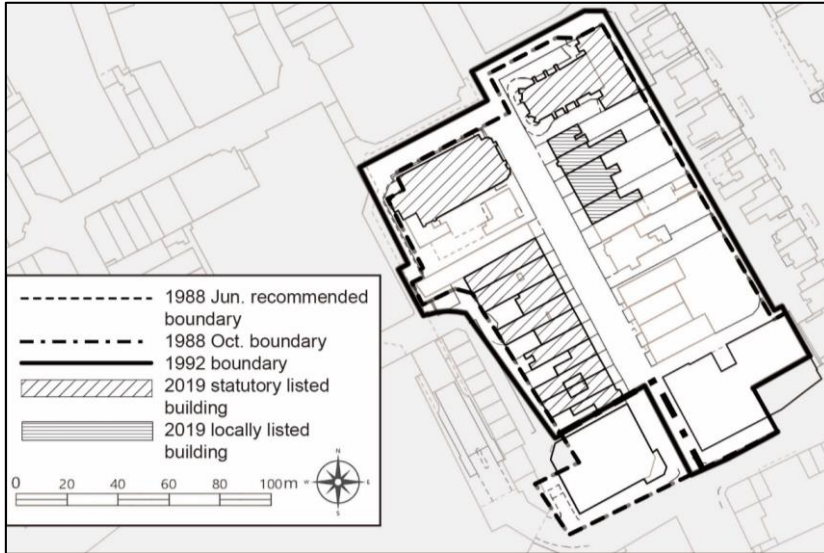 1988 Jun. recommended
boundary
1988 Oct. boundary
1992 boundary
2019 statutory listed
building
2019 locally listed
building
0 20 40 60 80 100m
N
W E
S